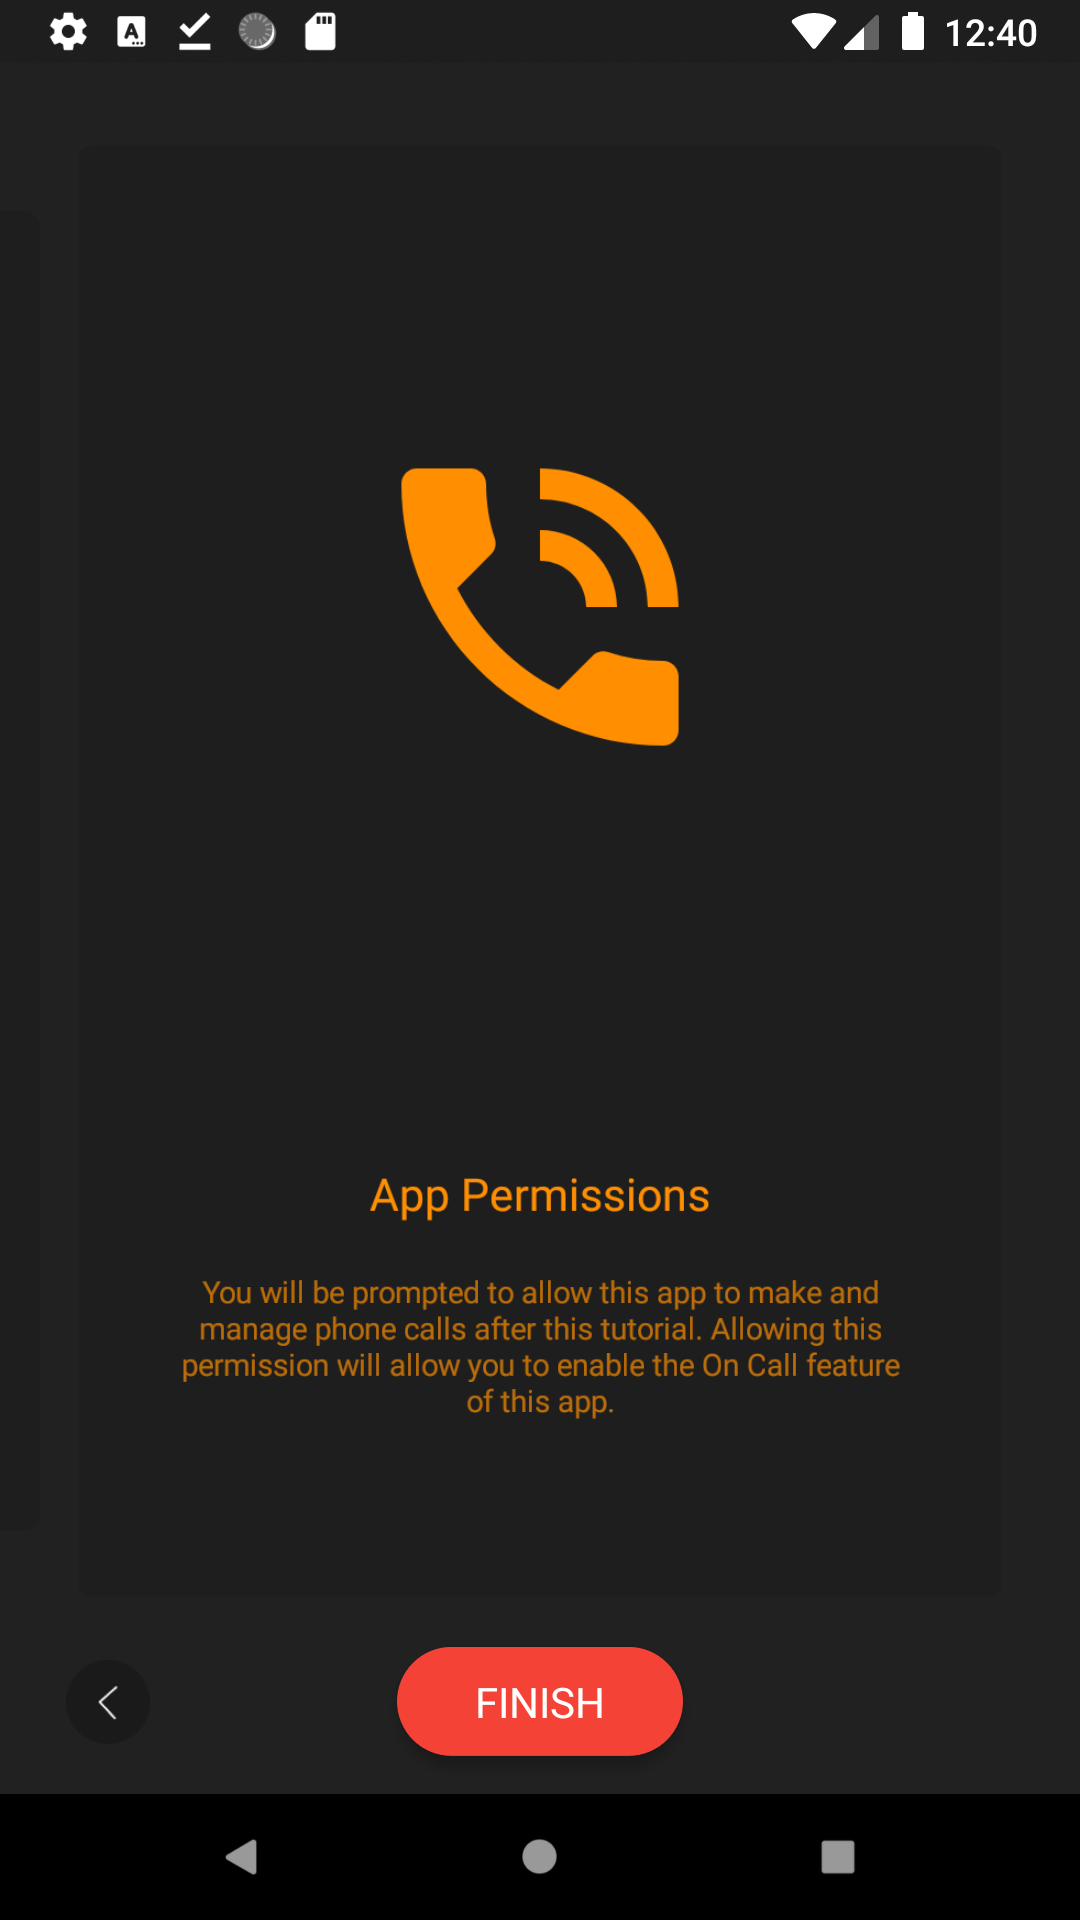 12:40
App Permissions
You will be prompted to allow this app to make and
manage phone calls after this tutorial. Allowing this
permission will allow you to enable the On Call feature
of this app.
FINISH